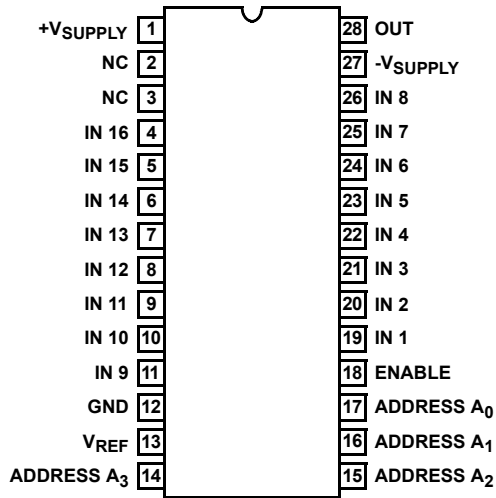 +VSUPPLY 1 28 OUT
NC 2 27 -VSUPPLY
NC 3 26 IN 8
IN 16 4 25 IN 7
IN 15 5 24 IN 6
IN 14 6 23 IN 5
IN 13 7 22 IN 4
IN 12 8 21 IN 3
IN 11 9 20 IN 2
IN 10 10 19 IN 1
IN 9 11 18 ENABLE
GND 12 17 ADDRESS A0
VREF 13 16 ADDRESS A1
ADDRESS A3 14 15 ADDRESS A2